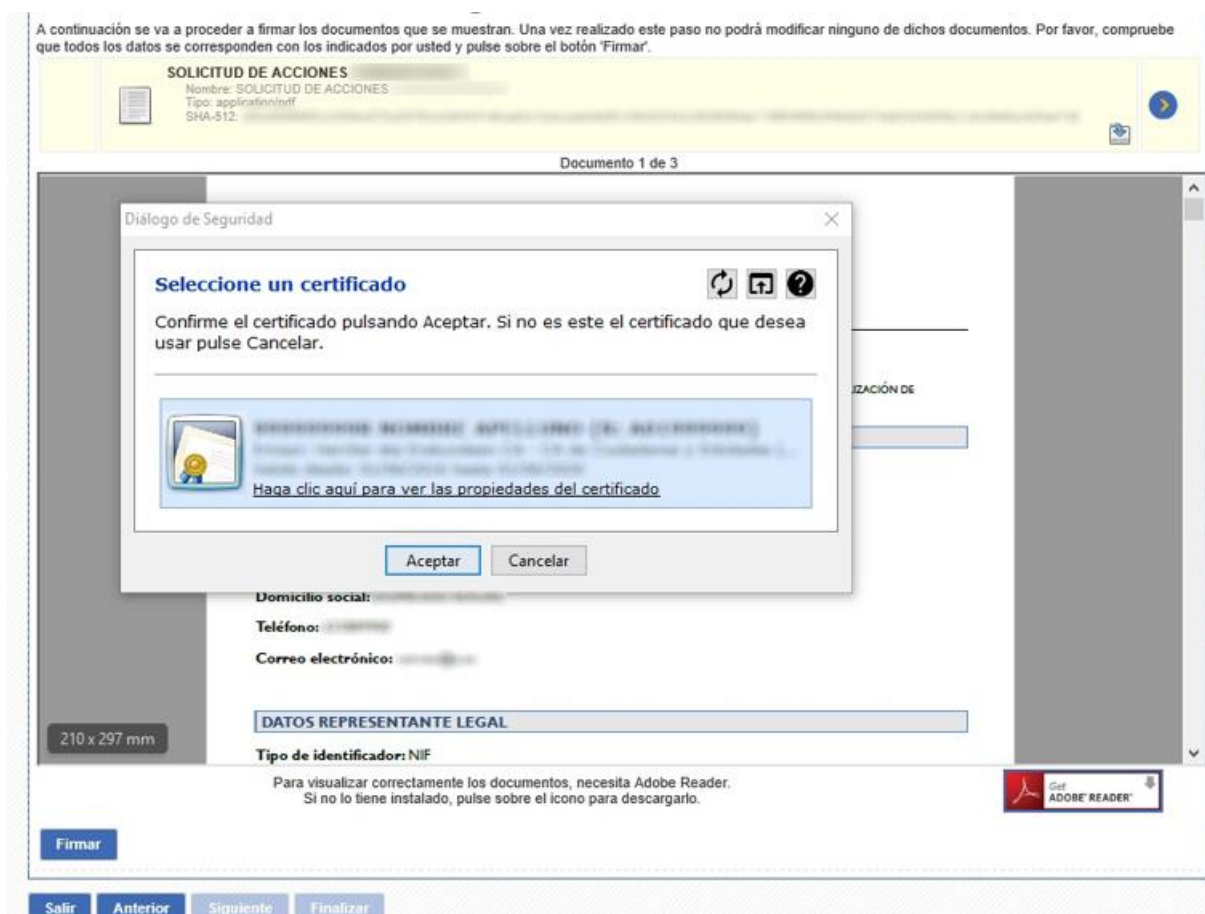 A continuación se va a proceder a firmar los documentos que se muestran. Una vez realizado este paso no podrá modificar ninguno de dichos documentos. Por favor, compruebe
que todos los datos se corresponden con los indicados por usted y pulse sobre el botón 'Firmar'.
SOLICITUD DE ACCIONES
Nombre: SOLICITUD DE ACCIONES
Tipo: application/pdf
SHA-512:
Documento 1 de 3
Diálogo de Seguridad
Seleccione un certificado
Confirme el certificado pulsando Aceptar. Si no es este el certificado que desea
usar pulse Cancelar.
IZACIÓN DE
Haga clic aquí para ver las propiedades del certificado
Aceptar Cancelar
Domicilio social:
Teléfono:
Correo electrónico:
DATOS REPRESENTANTE LEGAL
210 x 297 mm
Tipo de identificador: NIF
Para visualizar correctamente los documentos, necesita Adobe Reader.
Si no lo tiene instalado, pulse sobre el icono para descargarlo.
Get
ADOBE® READER®
Firmar
Salir Anterior Siguiente Finalizar